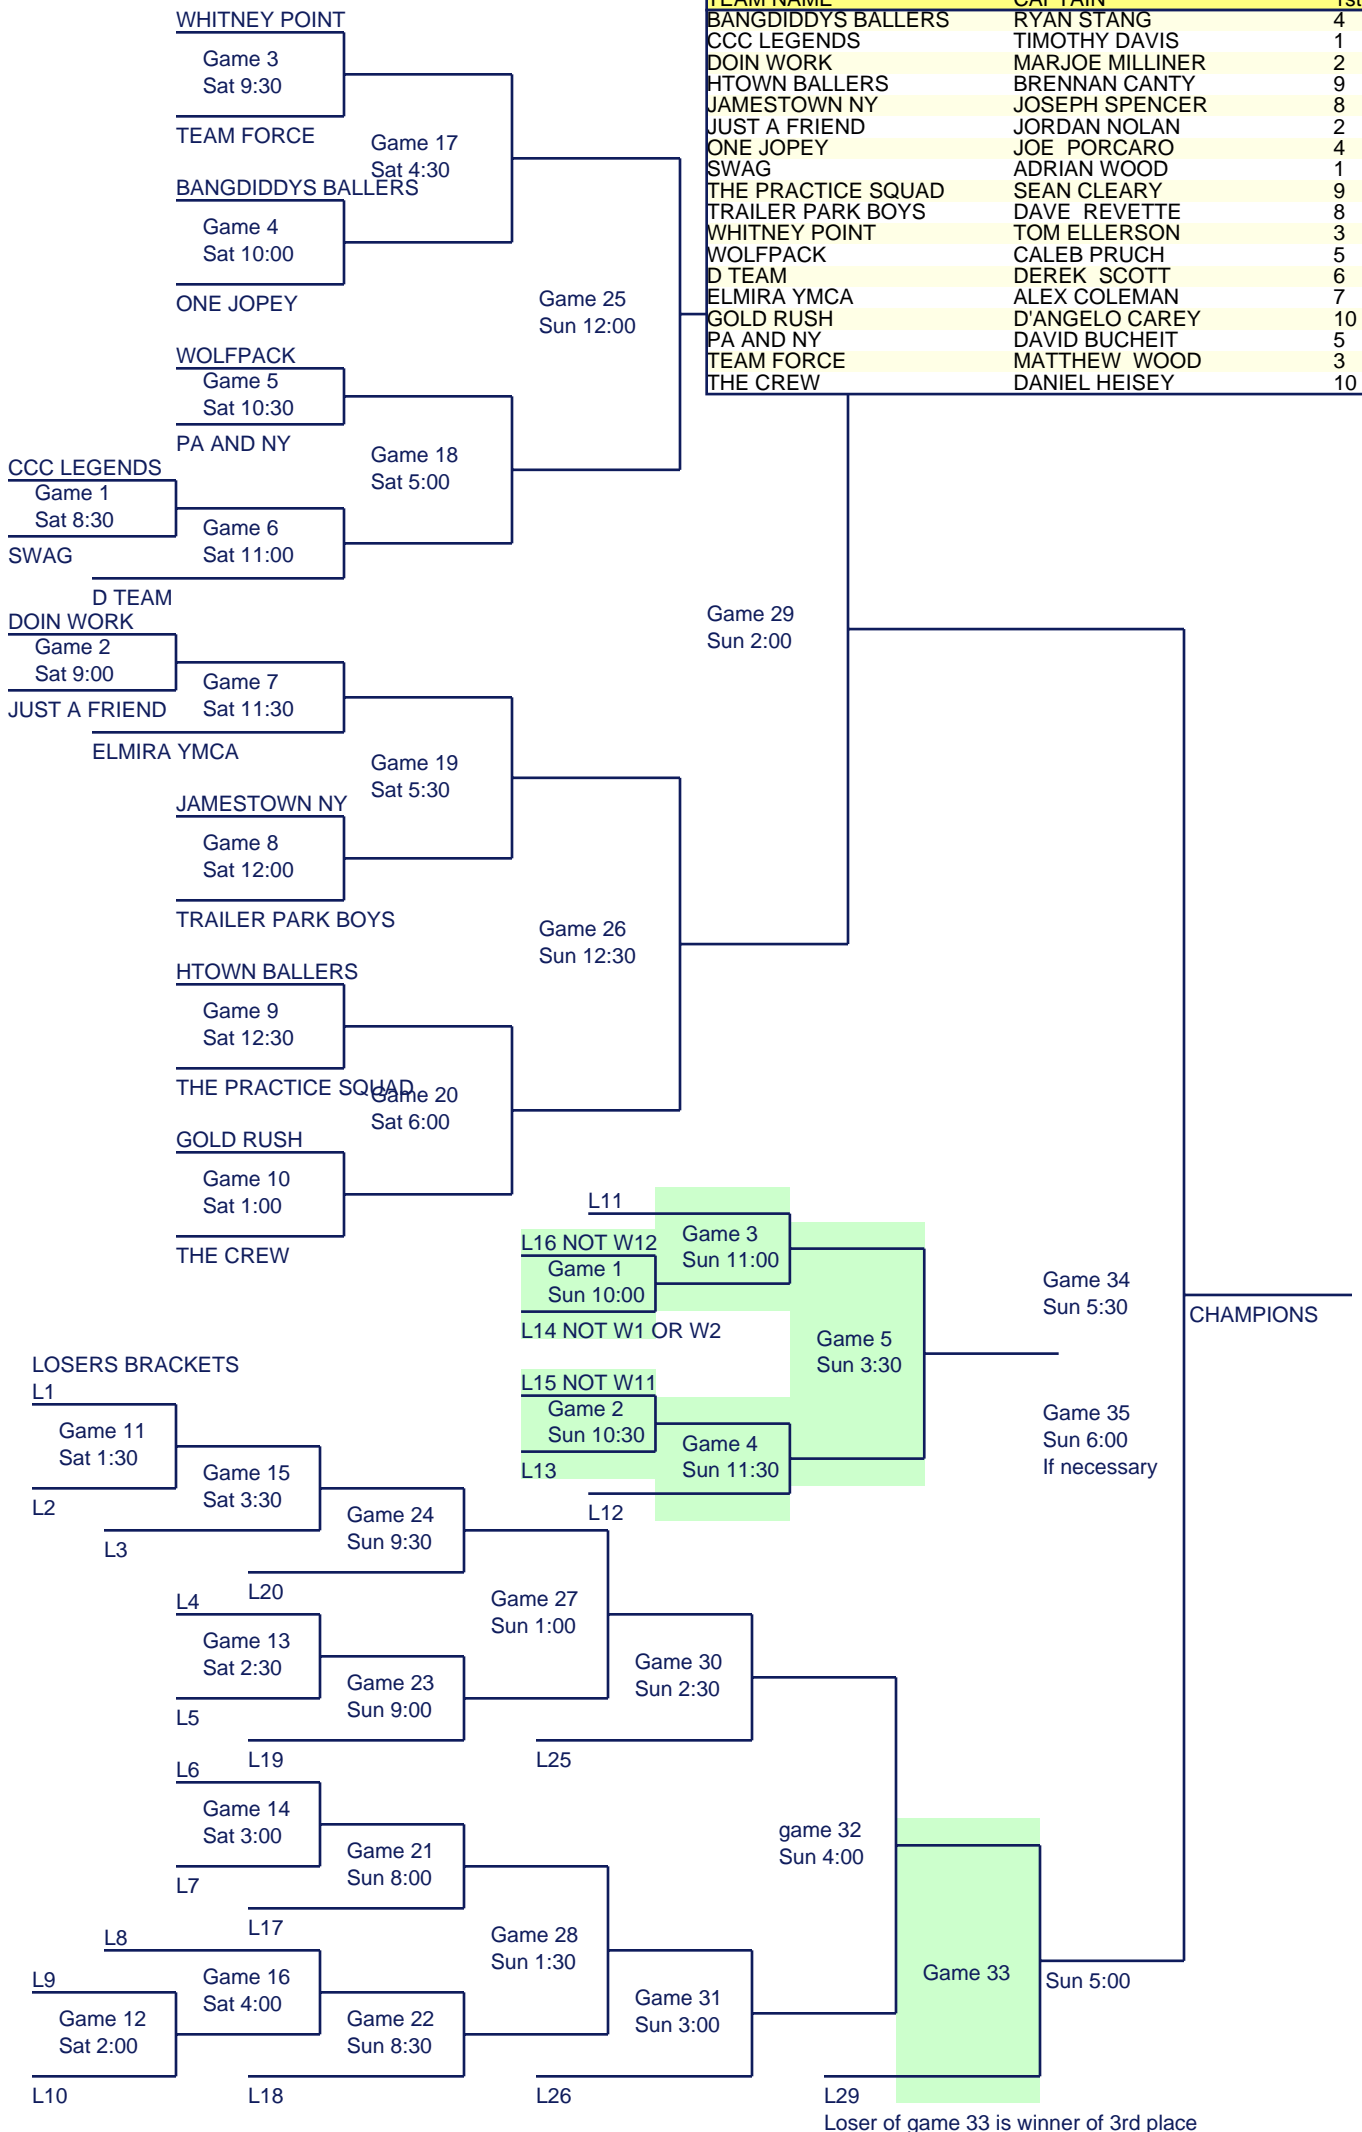 TEAM NAME CAPTAIN 1st
BANGDIDDYS BALLERS RYAN STANG 4
CCC LEGENDS TIMOTHY DAVIS 1
DOIN WORK MARJOE MILLINER 2
HTOWN BALLERS BRENNAN CANTY 9
JAMESTOWN NY JOSEPH SPENCER 8
JUST A FRIEND JORDAN NOLAN 2
ONE JOPEY JOE PORCARO 4
SWAG ADRIAN WOOD 1
THE PRACTICE SQUAD SEAN CLEARY 9
TRAILER PARK BOYS DAVE REVETTE 8
WHITNEY POINT TOM ELLERSON 3
WOLFPACK CALEB PRUCH 5
D TEAM DEREK SCOTT 6
ELMIRA YMCA ALEX COLEMAN 7
GOLD RUSH D'ANGELO CAREY 10
PA AND NY DAVID BUCHEIT 5
TEAM FORCE MATTHEW WOOD 3
THE CREW DANIEL HEISEY 10
WHITNEY POINT
Game 3
Sat 9:30
TEAM FORCE
Game 17
Sat 4:30
BANGDIDDYS BALLERS
Game 4
Sat 10:00
ONE JOPEY
Game 25
Sun 12:00
WOLFPACK
Game 5
Sat 10:30
PA AND NY
Game 18
Sat 5:00
CCC LEGENDS
Game 1
Sat 8:30
SWAG
Game 6
Sat 11:00
D TEAM
Game 29
Sun 2:00
DOIN WORK
Game 2
Sat 9:00
JUST A FRIEND
Game 7
Sat 11:30
ELMIRA YMCA
Game 19
Sat 5:30
JAMESTOWN NY
Game 8
Sat 12:00
TRAILER PARK BOYS
Game 26
Sun 12:30
HTOWN BALLERS
Game 9
Sat 12:30
THE PRACTICE SQUAD
Game 20
Sat 6:00
GOLD RUSH
Game 10
Sat 1:00
THE CREW
L11
Game 3
Sun 11:00
L16 NOT W12
Game 1
Sun 10:00
L14 NOT W1 OR W2
Game 5
Sun 3:30
L15 NOT W11
Game 2
Sun 10:30
L13
Game 4
Sun 11:30
L12
Game 34
Sun 5:30
CHAMPIONS
Game 35
Sun 6:00
If necessary
LOSERS BRACKETS
L1
Game 11
Sat 1:30
L2
Game 15
Sat 3:30
L3
Game 24
Sun 9:30
L20
Game 27
Sun 1:00
L4
Game 13
Sat 2:30
L5
Game 23
Sun 9:00
L19
Game 30
Sun 2:30
L25
L6
Game 14
Sat 3:00
L7
Game 21
Sun 8:00
L17
game 32
Sun 4:00
L8
Game 28
Sun 1:30
L9
Game 16
Sat 4:00
Game 12
Sat 2:00
L10
Game 22
Sun 8:30
L18
Game 31
Sun 3:00
L26
Game 33
Sun 5:00
L29
Loser of game 33 is winner of 3rd place